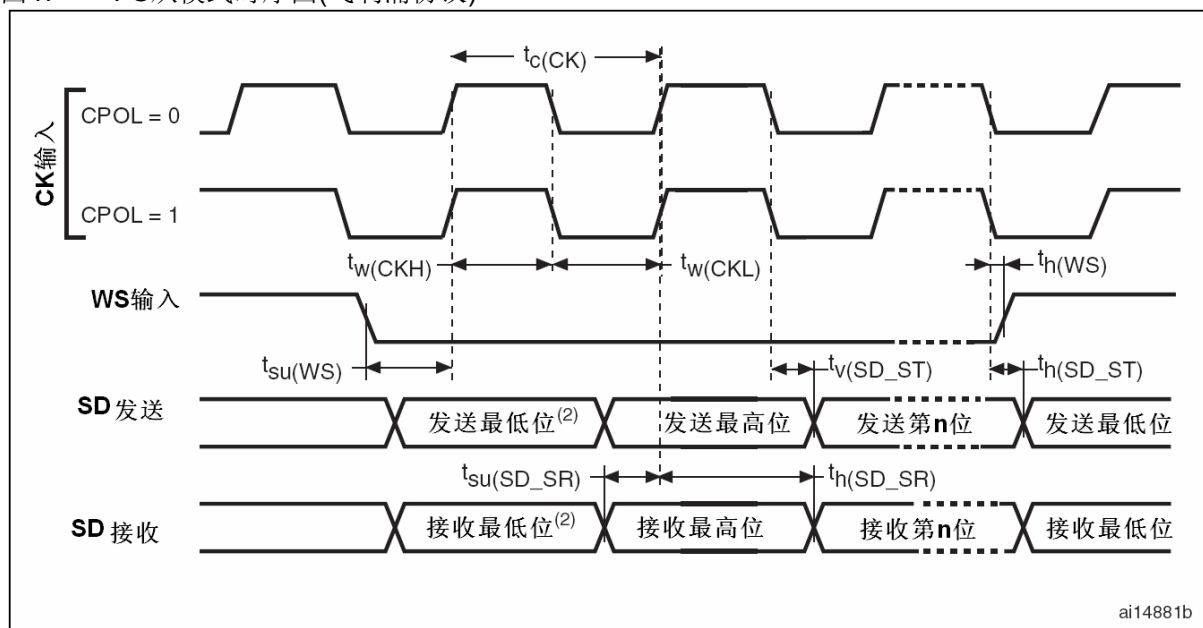 tc(CK)
CPOL = 0
CK输入
CPOL = 1
tw(CKH)
tw(CKL)
th(WS)
WS输入
tsu(WS)
tv(SD_ST)
th(SD_ST)
SD 发送
发送最低位(2)
发送最高位
发送第n位
发送最低位
tsu(SD_SR)
th(SD_SR)
SD 接收
接收最低位(2)
接收最高位
接收第n位
接收最低位
ai14881b